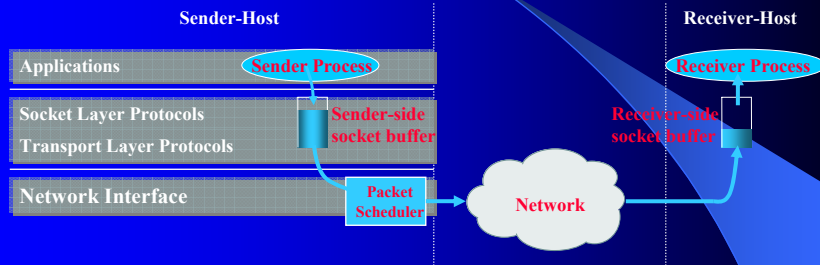 Sender-Host
Receiver-Host
Applications
Sender Process
Receiver Process
Socket Layer Protocols
Transport Layer Protocols
Sender-side
socket buffer
Receiver-side
socket buffer
Network Interface
Packet
Scheduler
Network